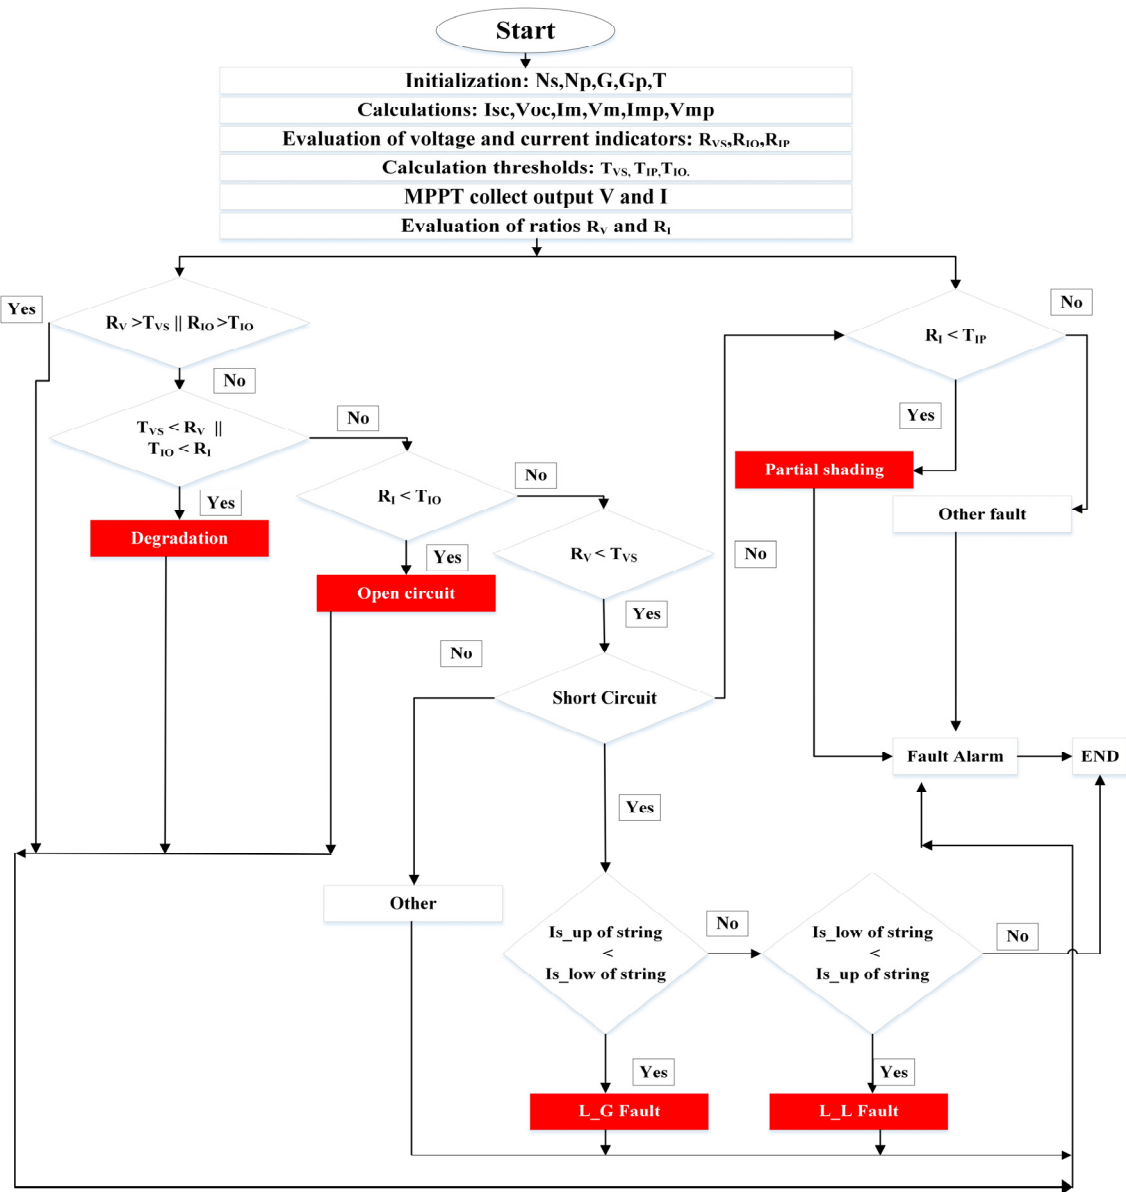 Start
Initialization: Ns,Np,G,Gp,T
Calculations: Isc,Voc,Im,Vm,Imp,Vmp
Evaluation of voltage and current indicators: RVS,RIO,RIP
Calculation thresholds: TVS, TIP,TIO.
MPPT collect output V and I
Evaluation of ratios RV and RI
Yes
RV >TVS || RIO >TIO
No
RI < TIP
No
Yes
TVS < RV ||
TIO < RI
No
Yes
Degradation
RI < TIO
No
Yes
Open circuit
RV < TVS
No
Yes
Partial shading
Other fault
No
Short Circuit
Fault Alarm
END
Yes
Other
Is_up of string
<
Is_low of string
No
Is_low of string
<
Is_up of string
No
Yes
Yes
L_G Fault
L_L Fault